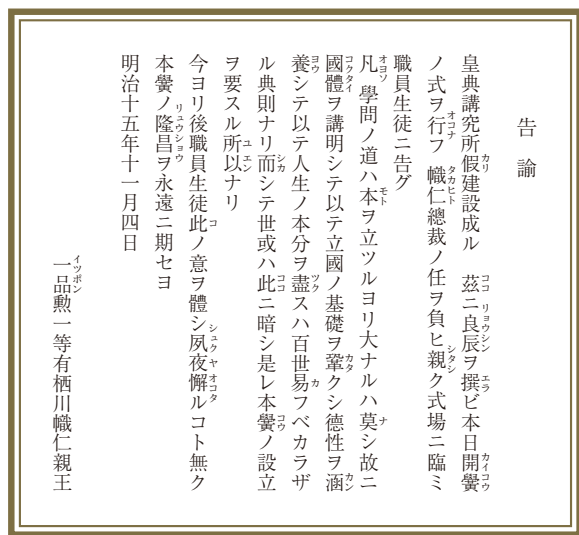 告諭
皇典講究所假建設成ル　茲ニ良辰ヲ撰ビ本日開黌
ノ式ヲ行フ　幟仁總裁ノ任ヲ負ヒ親ク式場ニ臨ミ
職員生徒ニ告グ
凡學問ノ道ハ本ヲ立ツルヨリ大ナルハ莫シ故ニ
國體ヲ講明シテ以テ立國ノ基礎ヲ鞏クシ德性ヲ涵
養シテ以テ人生ノ本分ヲ盡スハ百世易フベカラザ
ル典則ナリ而シテ世或ハ此ニ暗シ是レ本黌ノ設立
ヲ要スル所以ナリ
今ヨリ後職員生徒此ノ意ヲ體シ夙夜懈ルコト無ク
本黌ノ隆昌ヲ永遠ニ期セヨ
明治十五年十一月四日
一品勲一等有栖川幟仁親王